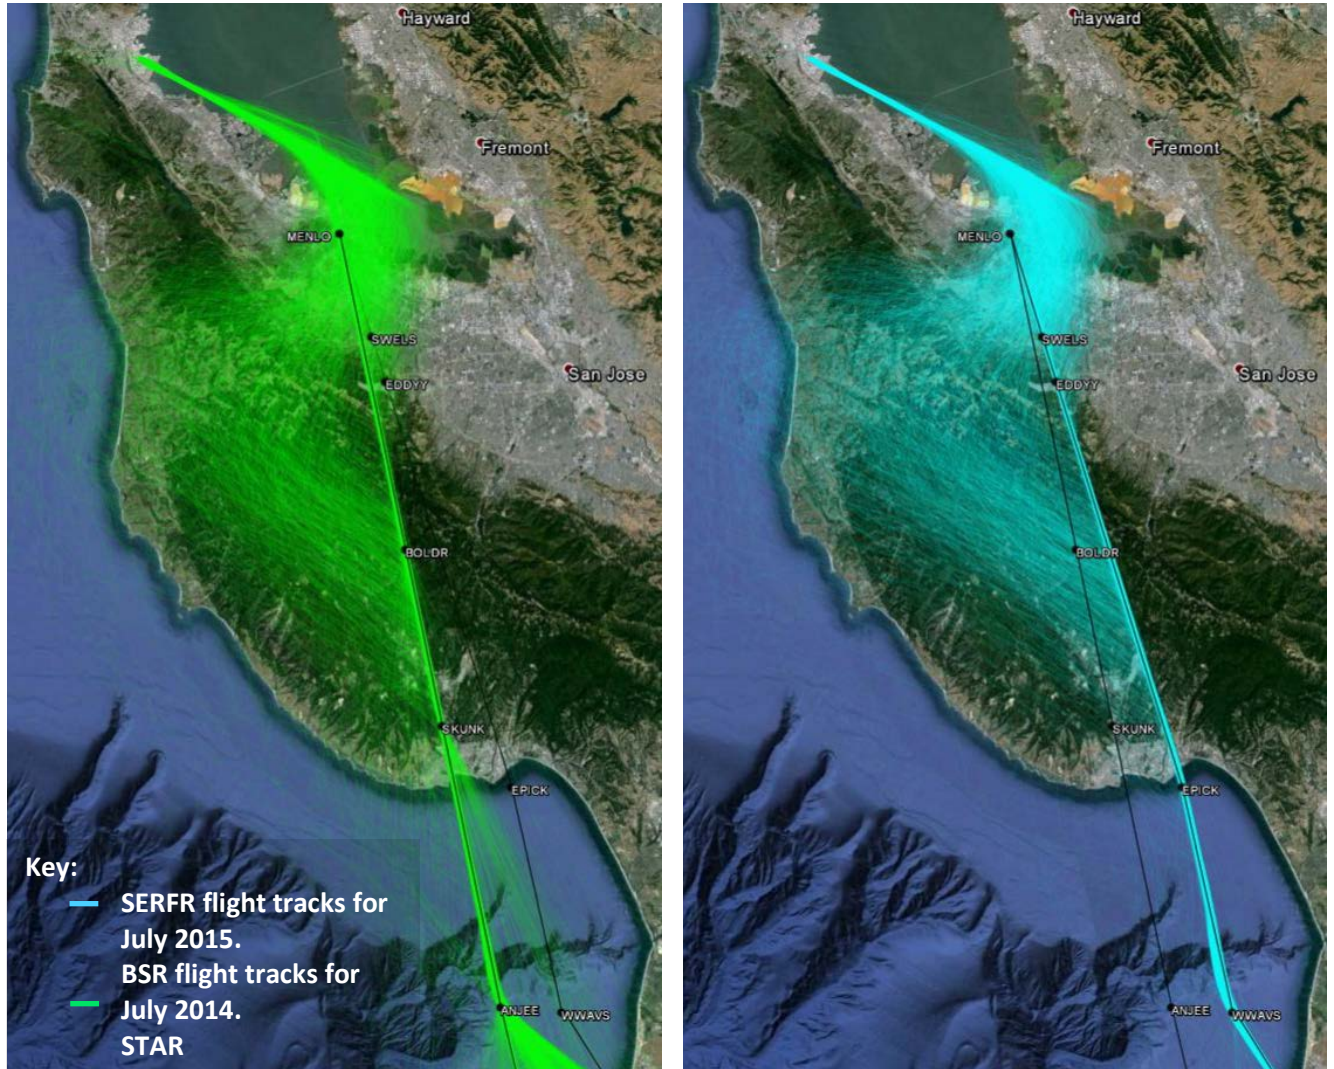 Hayward
Fremont
MENLO
SWELS
San Jose
EDDYY
BOLDR
SKUNK
EPICK
Key:
SERFR flight tracks for
July 2015.
BSR flight tracks for
July 2014.
STAR
ANJEE
WWAVS
Hayward
Fremont
MENLO
SWELS
San Jose
EDDYY
BOLDR
SKUNK
EPICK
ANJEE
WWAVS